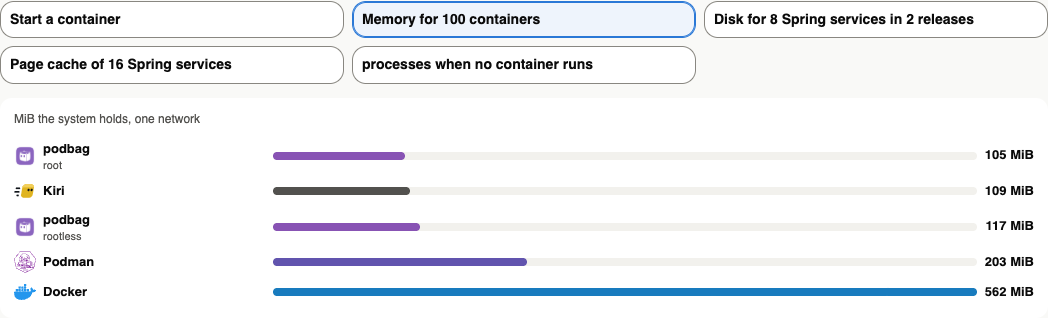 Start a container
Memory for 100 containers
Disk for 8 Spring services in 2 releases
Page cache of 16 Spring services
processes when no container runs
MiB the system holds, one network
podbag
root
105 MiB
Kiri
109 MiB
podbag
rootless
117 MiB
Podman
203 MiB
Docker
562 MiB